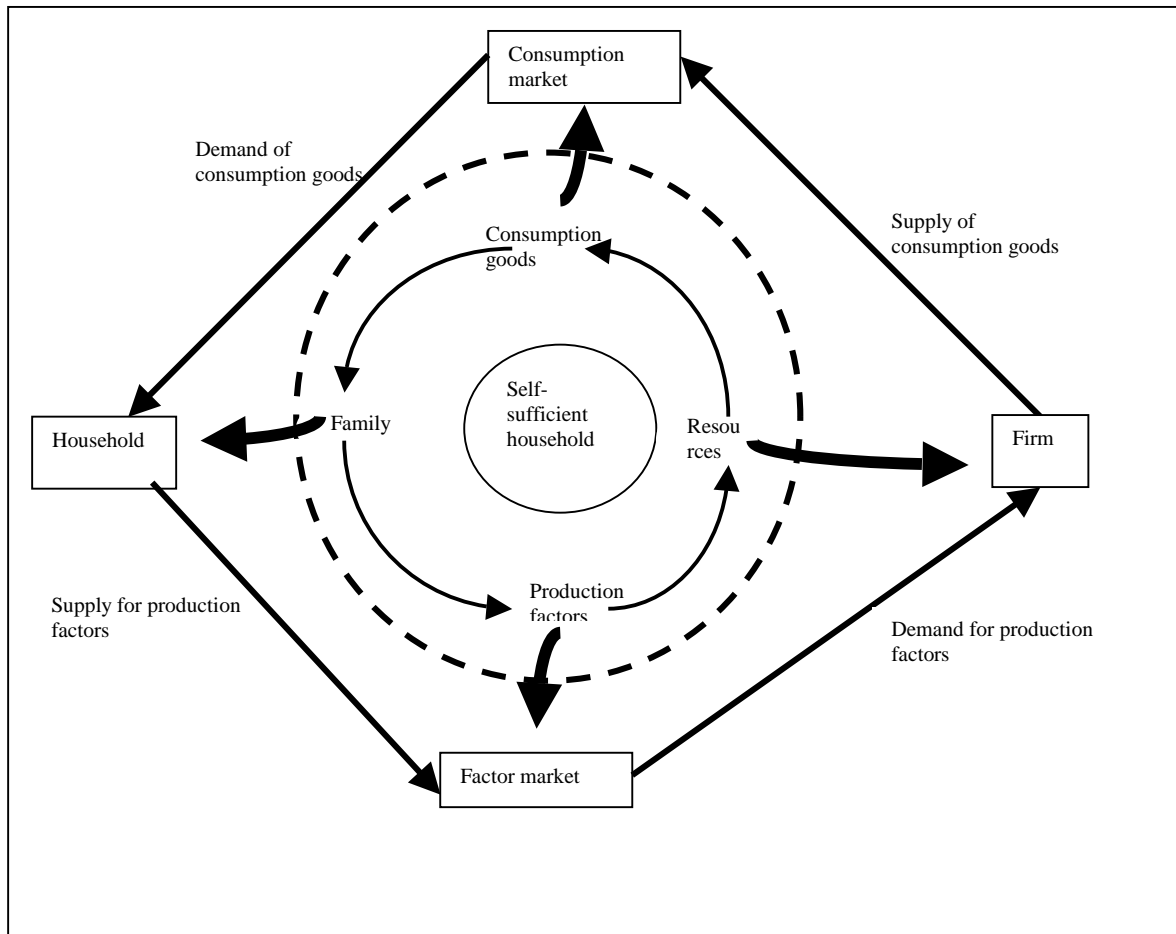 Consumption
market
Demand of
consumption goods
Supply of
consumption goods
Consumption
goods
Self-
sufficient
household
Household
Family
Resou
rces
Firm
Production
factors
Supply for production
factors
Demand for production
factors
Factor market